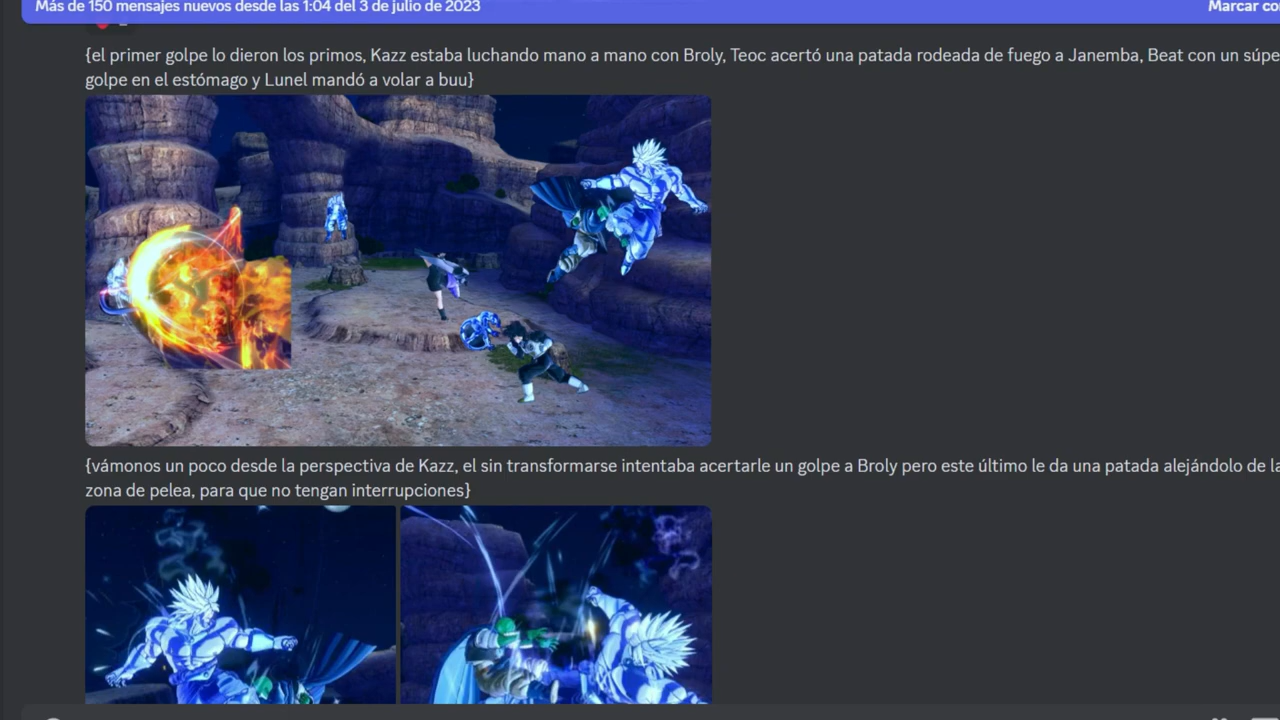 Más de 150 mensajes nuevos desde las 1:04 del 3 de julio de 2023
Marcar co
{el primer golpe lo dieron los primos, Kazz estaba luchando mano a mano con Broly, Teoc acertó una patada rodeada de fuego a Janemba, Beat con un súpe
golpe en el estómago y Lunel mandó a volar a buu}
{vámonos un poco desde la perspectiva de Kazz, el sin transformarse intentaba acertarle un golpe a Broly pero este último le da una patada alejándolo de la
zona de pelea, para que no tengan interrupciones}